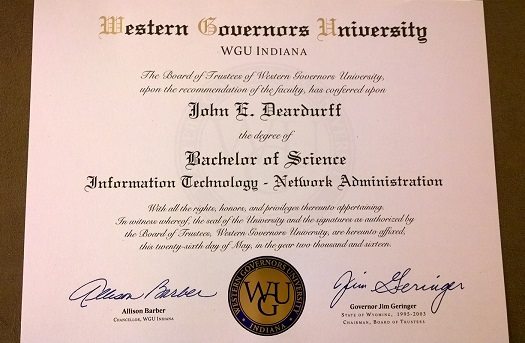 Western Governors University
WGU INDIANA
The Board of Trustees of Western Governors University,
upon the recommendation of the faculty, has conferred upon
John E. Deardurff
the degree of
Bachelor of Science
Information Technology - Network Administration
With all the rights, honors, and privileges thereunto appertaining.
In witness whereof, the seal of the University and the signatures as authorized by
the Board of Trustees, Western Governors University, are hereunto affixed,
this twenty-sixth day of May, in the year two thousand and sixteen.
Allison Barber
Allison Barber
CHANCELLOR, WGU INDIANA
WESTERN GOVERNORS UNIVERSITY
WGU
INDIANA
Jim Geringer
Governor Jim Geringer
STATE OF WYOMING, 1995-2003
CHAIRMAN, BOARD OF TRUSTEES